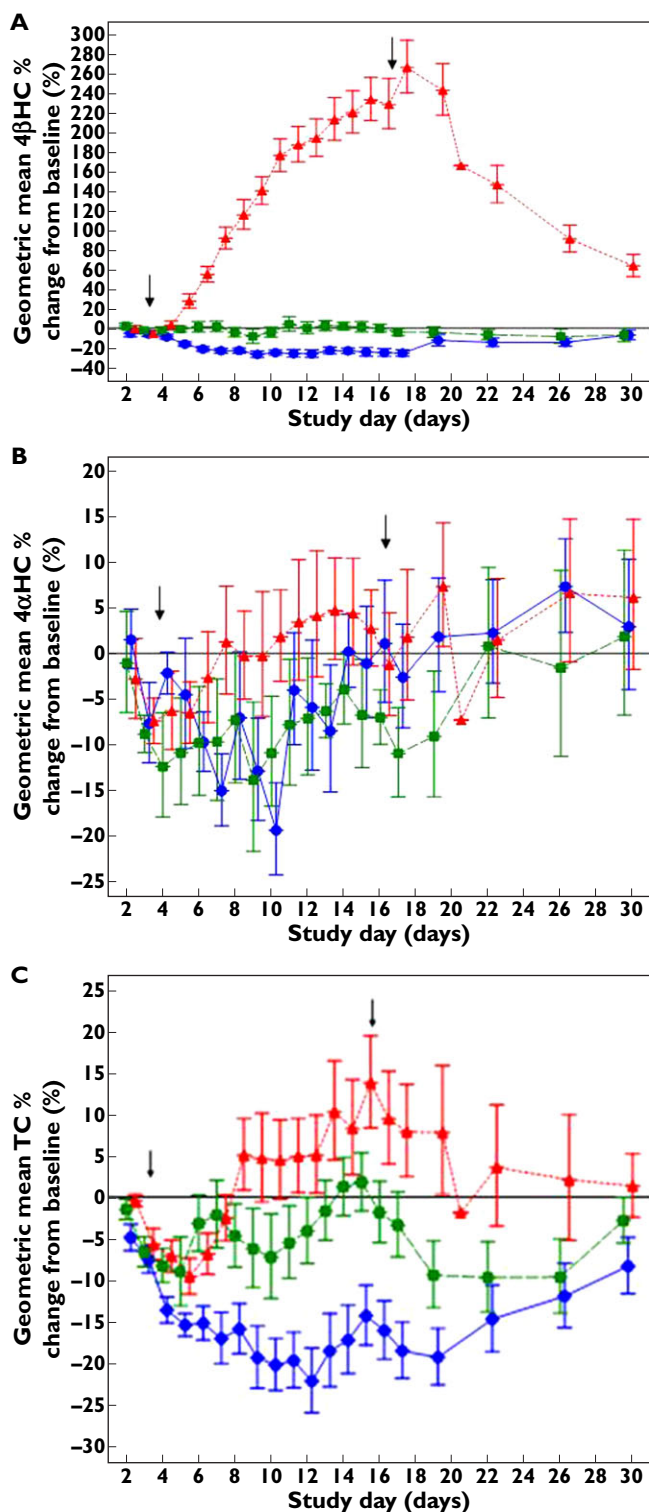 A
Geometric mean 4βHC %
change from baseline (%)
300
280
260
240
220
200
180
160
140
120
100
80
60
40
20
0
−20
−40
2 4 6 8 10 12 14 16 18 20 22 24 26 28 30
Study day (days)
B
Geometric mean 4αHC %
change from baseline (%)
20
15
10
5
0
−5
−10
−15
−20
−25
2 4 6 8 10 12 14 16 18 20 22 24 26 28 30
Study day (days)
C
Geometric mean TC %
change from baseline (%)
25
20
15
10
5
0
−5
−10
−15
−20
−25
−30
2 4 6 8 10 12 14 16 18 20 22 24 26 28 30
Study day (days)